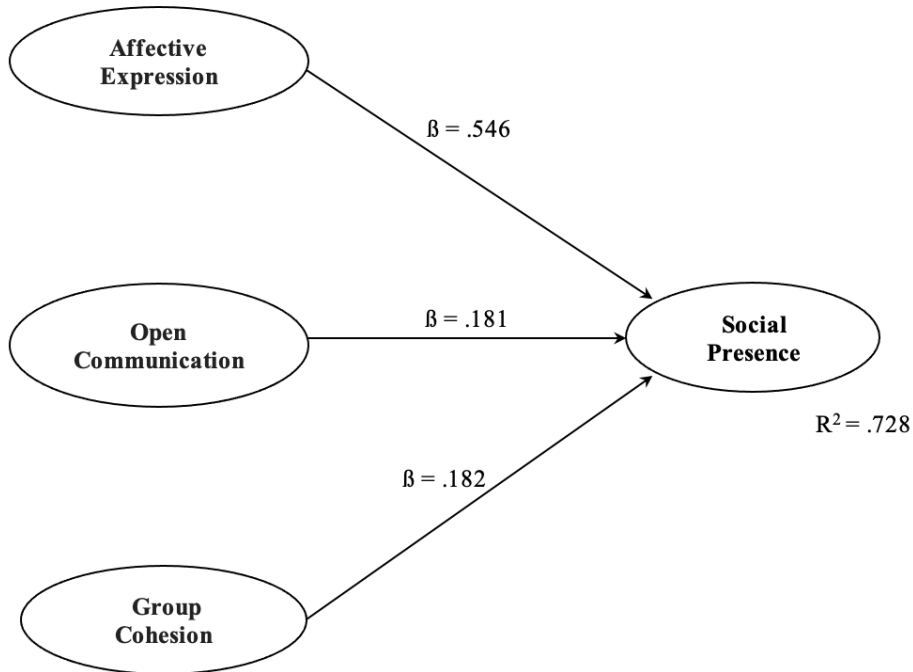 Affective
Expression
ß = .546
Open
Communication
ß = .181
Social
Presence
R² = .728
ß = .182
Group
Cohesion